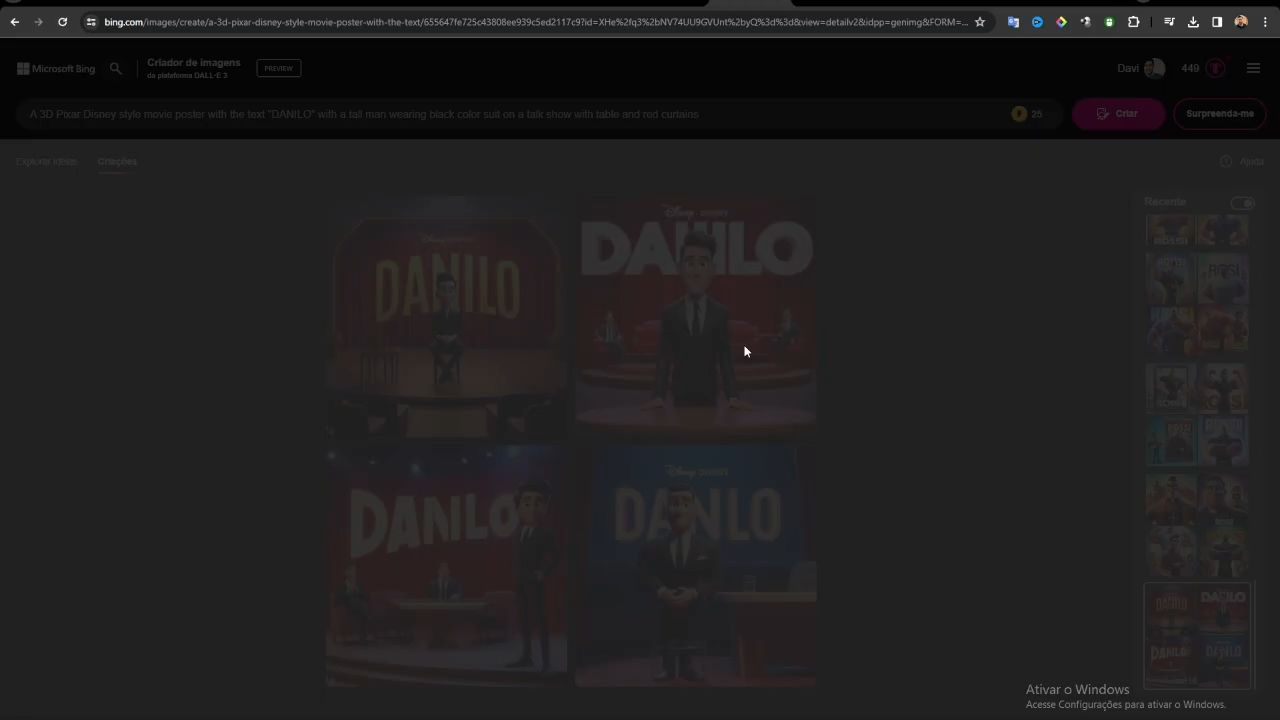 bing.com/images/create/a-3d-pixar-disney-style-movie-poster-with-the-text/655647fe725c43808ee939c5ed2117c9?id=XHe%2fq3%2bNV74UU9GVUnt%2byQ%3d%3d&view=detailv2&idpp=genimg&FORM=...
Microsoft Bing
Criador de imagens
da plataforma DALL-E 3
PREVIEW
Davi
449
A 3D Pixar Disney style movie poster with the text "DANILO" with a tall man wearing black color suit on a talk show with table and red curtains
25
Criar
Surpreenda-me
Explorar ideias
Criações
Ajuda
Recente
DANILO
Disney
DANILO
DANILO
Disney
DANLO
Ativar o Windows
Acesse Configurações para ativar o Windows.